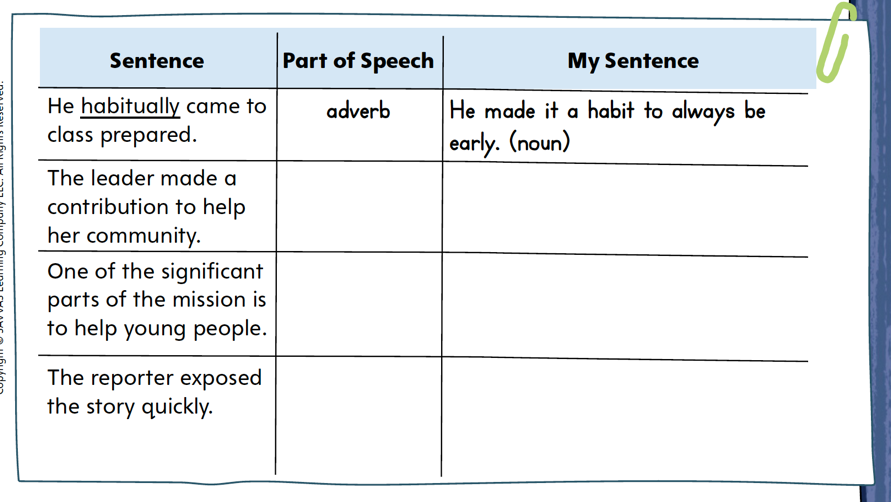 Sentence Part of Speech My Sentence
He habitually came to
class prepared.
adverb
He made it a habit to always be
early. (noun)
The leader made a
contribution to help
her community.
One of the significant
parts of the mission is
to help young people.
The reporter exposed
the story quickly.
Copyright © SAVVAS Learning Company LLC. All Rights Reserved.